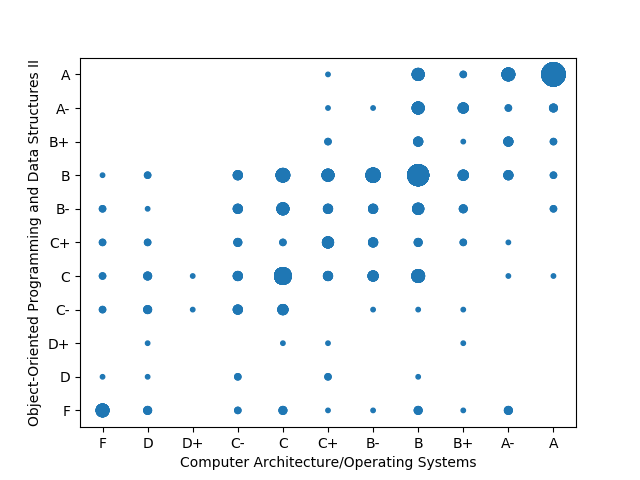 Object-Oriented Programming and Data Structures II
A
A-
B+
B
B-
C+
C
C-
D+
D
F
F D D+ C- C C+ B- B B+ A- A
Computer Architecture/Operating Systems